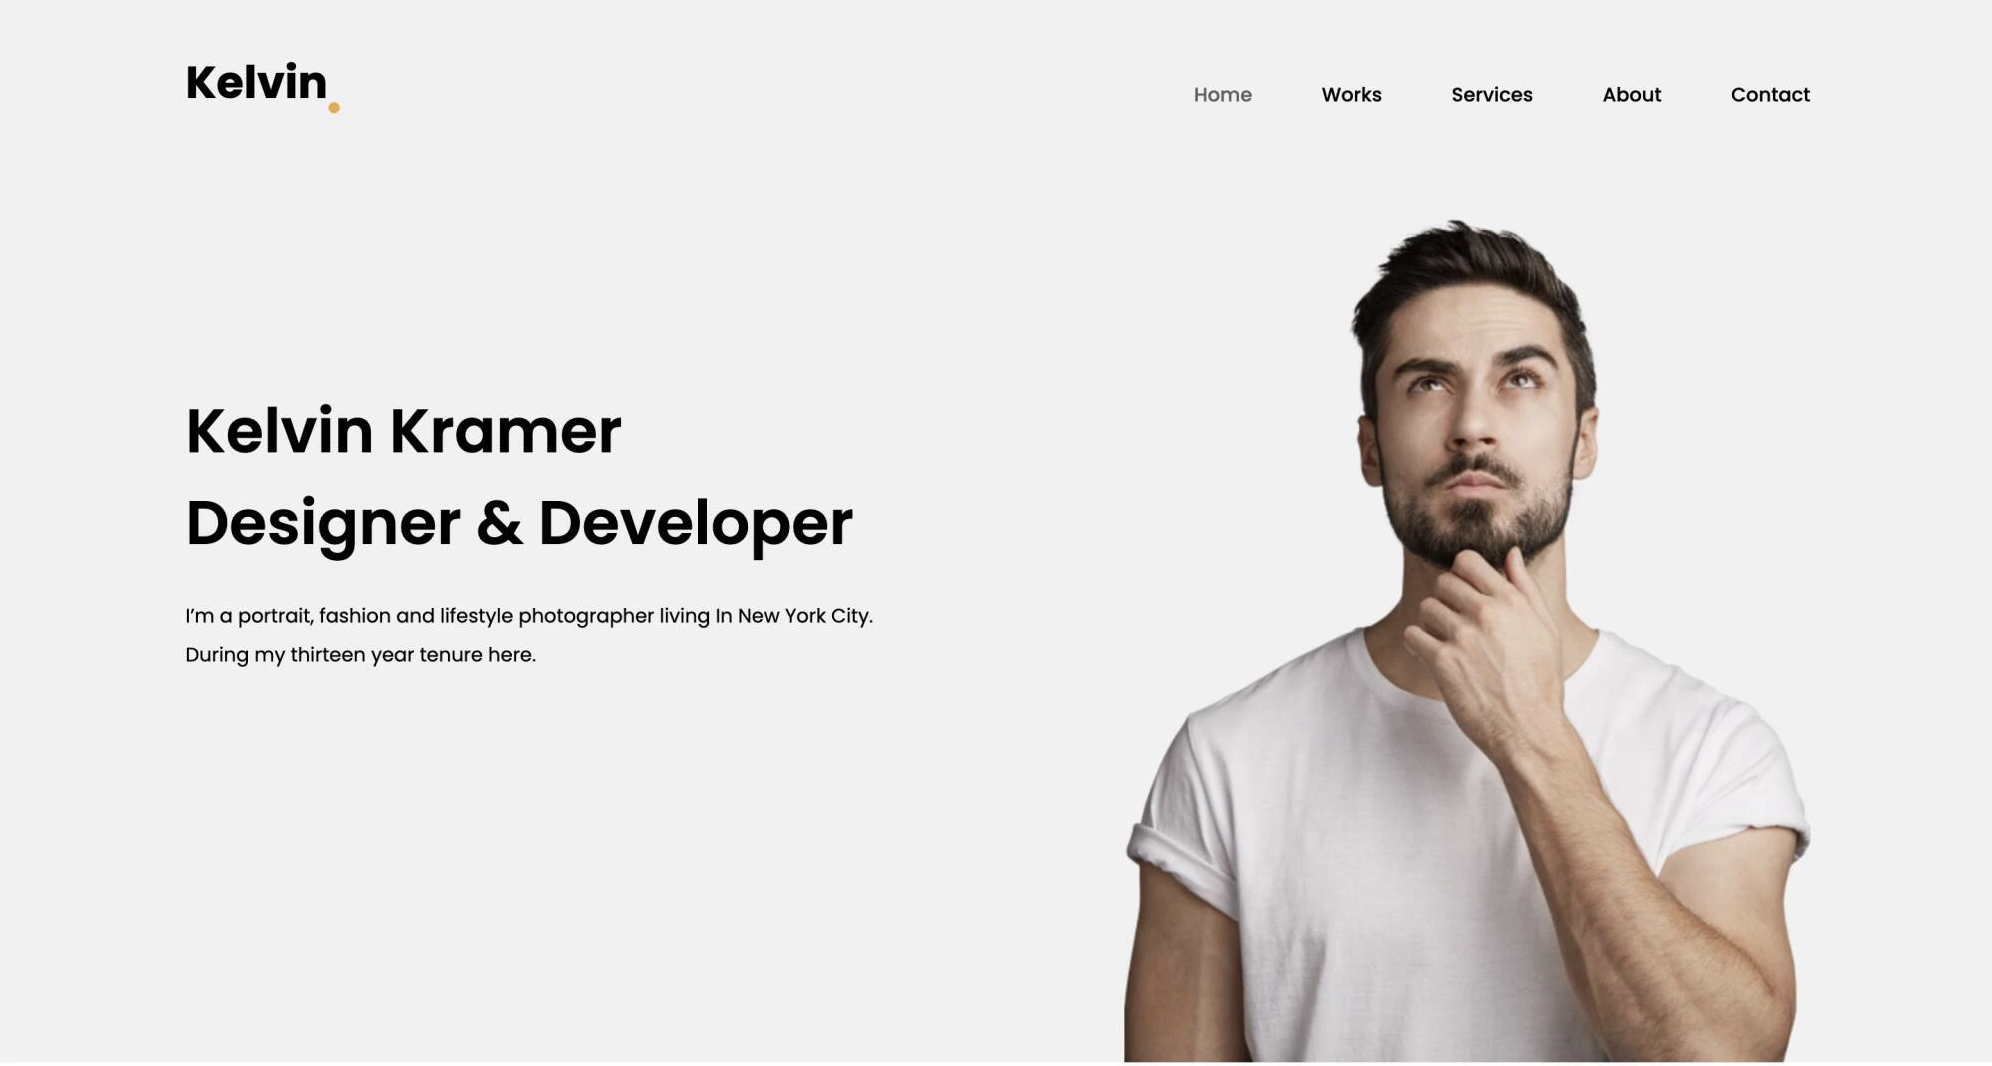 Kelvin.
Home Works Services About Contact
Kelvin Kramer
Designer & Developer
I’m a portrait, fashion and lifestyle photographer living In New York City.
During my thirteen year tenure here.